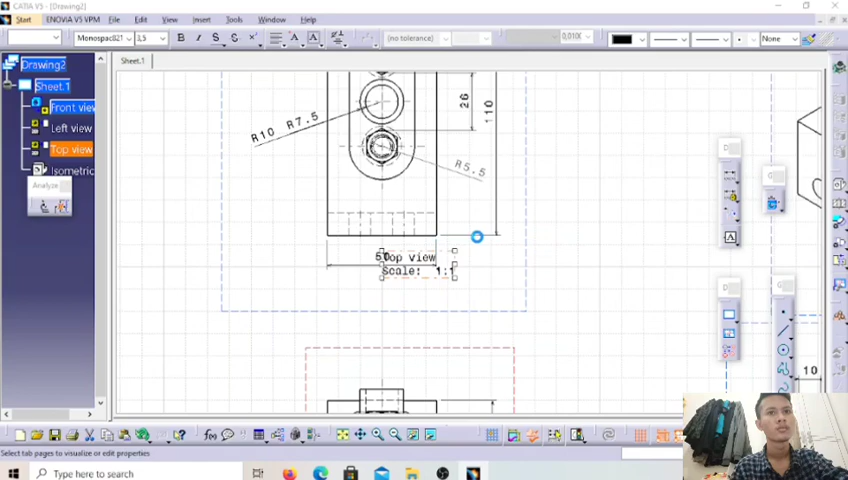 CATIA V5 - [Drawing2]
Start ENOVIA V5 VPM File Edit View Insert Tools Window Help
Monospac821 3,5 B I S (no tolerance) 0,010 None
Drawing2
Sheet.1
Sheet.1
Front view
Left view
Top view
Isometric
Analyze
R10 R7.5
26
110
R5.5
50
Top view
Scale: 1:1
D
G
D
G
10
Select tab pages to visualize or edit properties
Type here to search